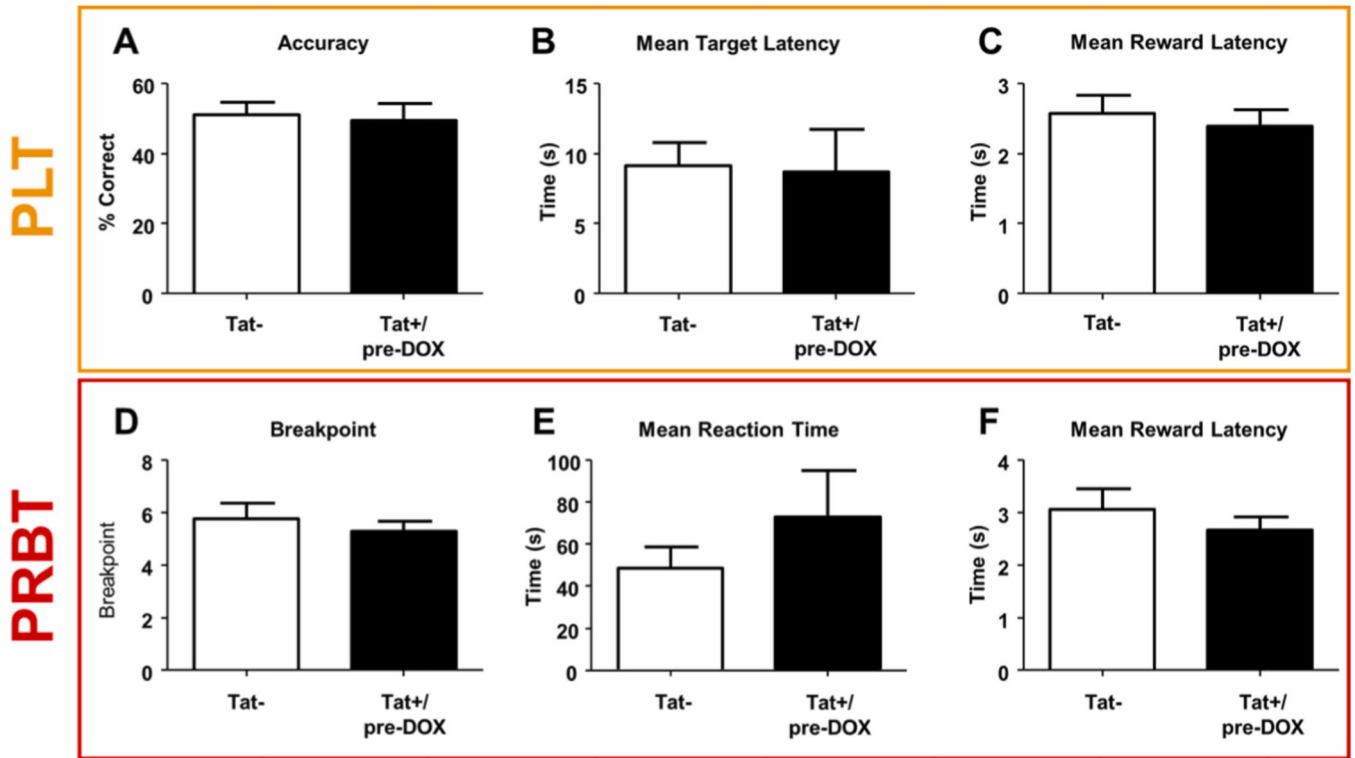 PLT
A
Accuracy
% Correct
60
40
20
0
Tat-
Tat+/
pre-DOX
B
Mean Target Latency
Time (s)
15
10
5
0
Tat-
Tat+/
pre-DOX
C
Mean Reward Latency
Time (s)
3
2
1
0
Tat-
Tat+/
pre-DOX
PRBT
D
Breakpoint
Breakpoint
8
6
4
2
0
Tat-
Tat+/
pre-DOX
E
Mean Reaction Time
Time (s)
100
80
60
40
20
0
Tat-
Tat+/
pre-DOX
F
Mean Reward Latency
Time (s)
4
3
2
1
0
Tat-
Tat+/
pre-DOX